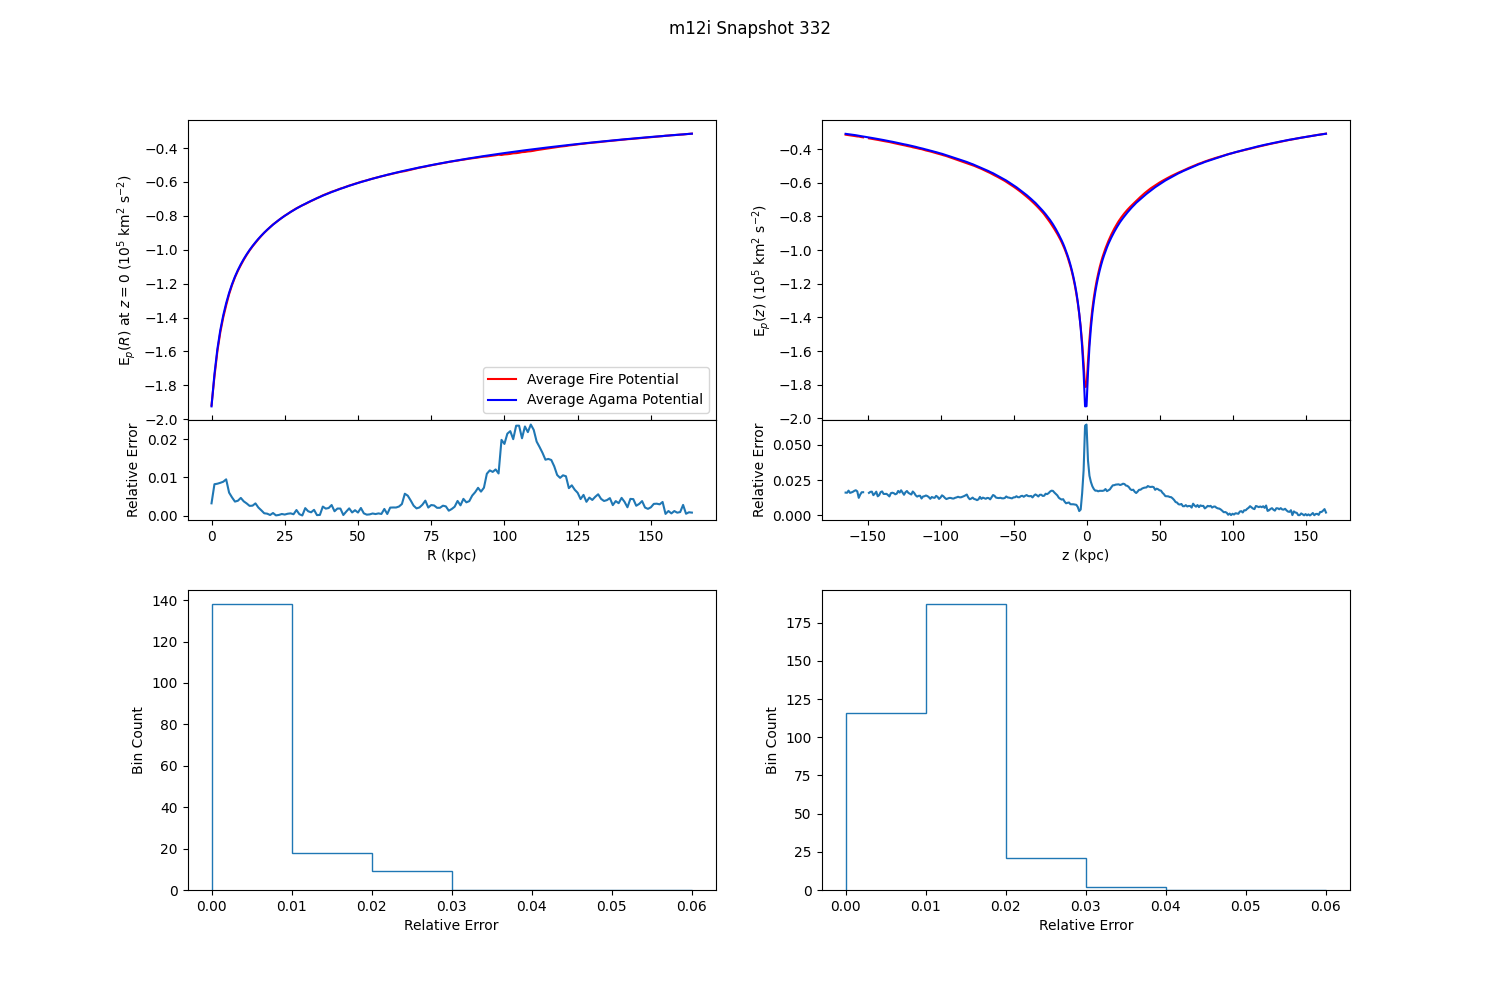 m12i Snapshot 332
E_p(R) at z = 0 (10^5 km^2 s^−2)
−0.4
−0.6
−0.8
−1.0
−1.2
−1.4
−1.6
−1.8
−2.0
Average Fire Potential
Average Agama Potential
Relative Error
0.02
0.01
0.00
0 25 50 75 100 125 150
R (kpc)
E_p(z) (10^5 km^2 s^−2)
−0.4
−0.6
−0.8
−1.0
−1.2
−1.4
−1.6
−1.8
−2.0
Relative Error
0.050
0.025
0.000
−150 −100 −50 0 50 100 150
z (kpc)
Bin Count
140
120
100
80
60
40
20
0
0.00 0.01 0.02 0.03 0.04 0.05 0.06
Relative Error
Bin Count
175
150
125
100
75
50
25
0
0.00 0.01 0.02 0.03 0.04 0.05 0.06
Relative Error